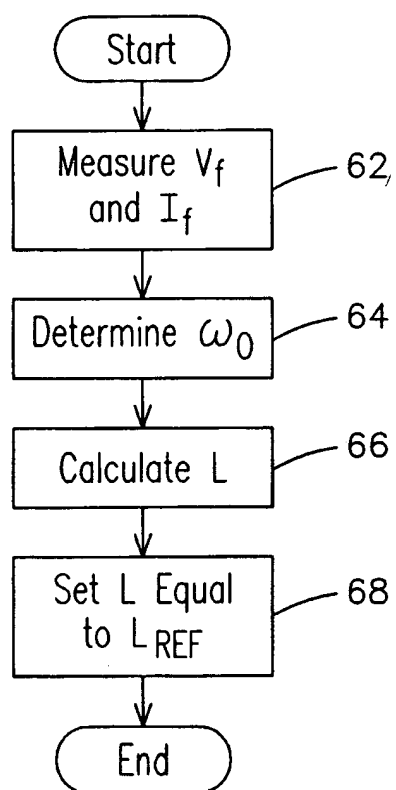 Start
Measure V_f
and I_f
62
Determine ω_0
64
Calculate L
66
Set L Equal
to L_REF
68
End